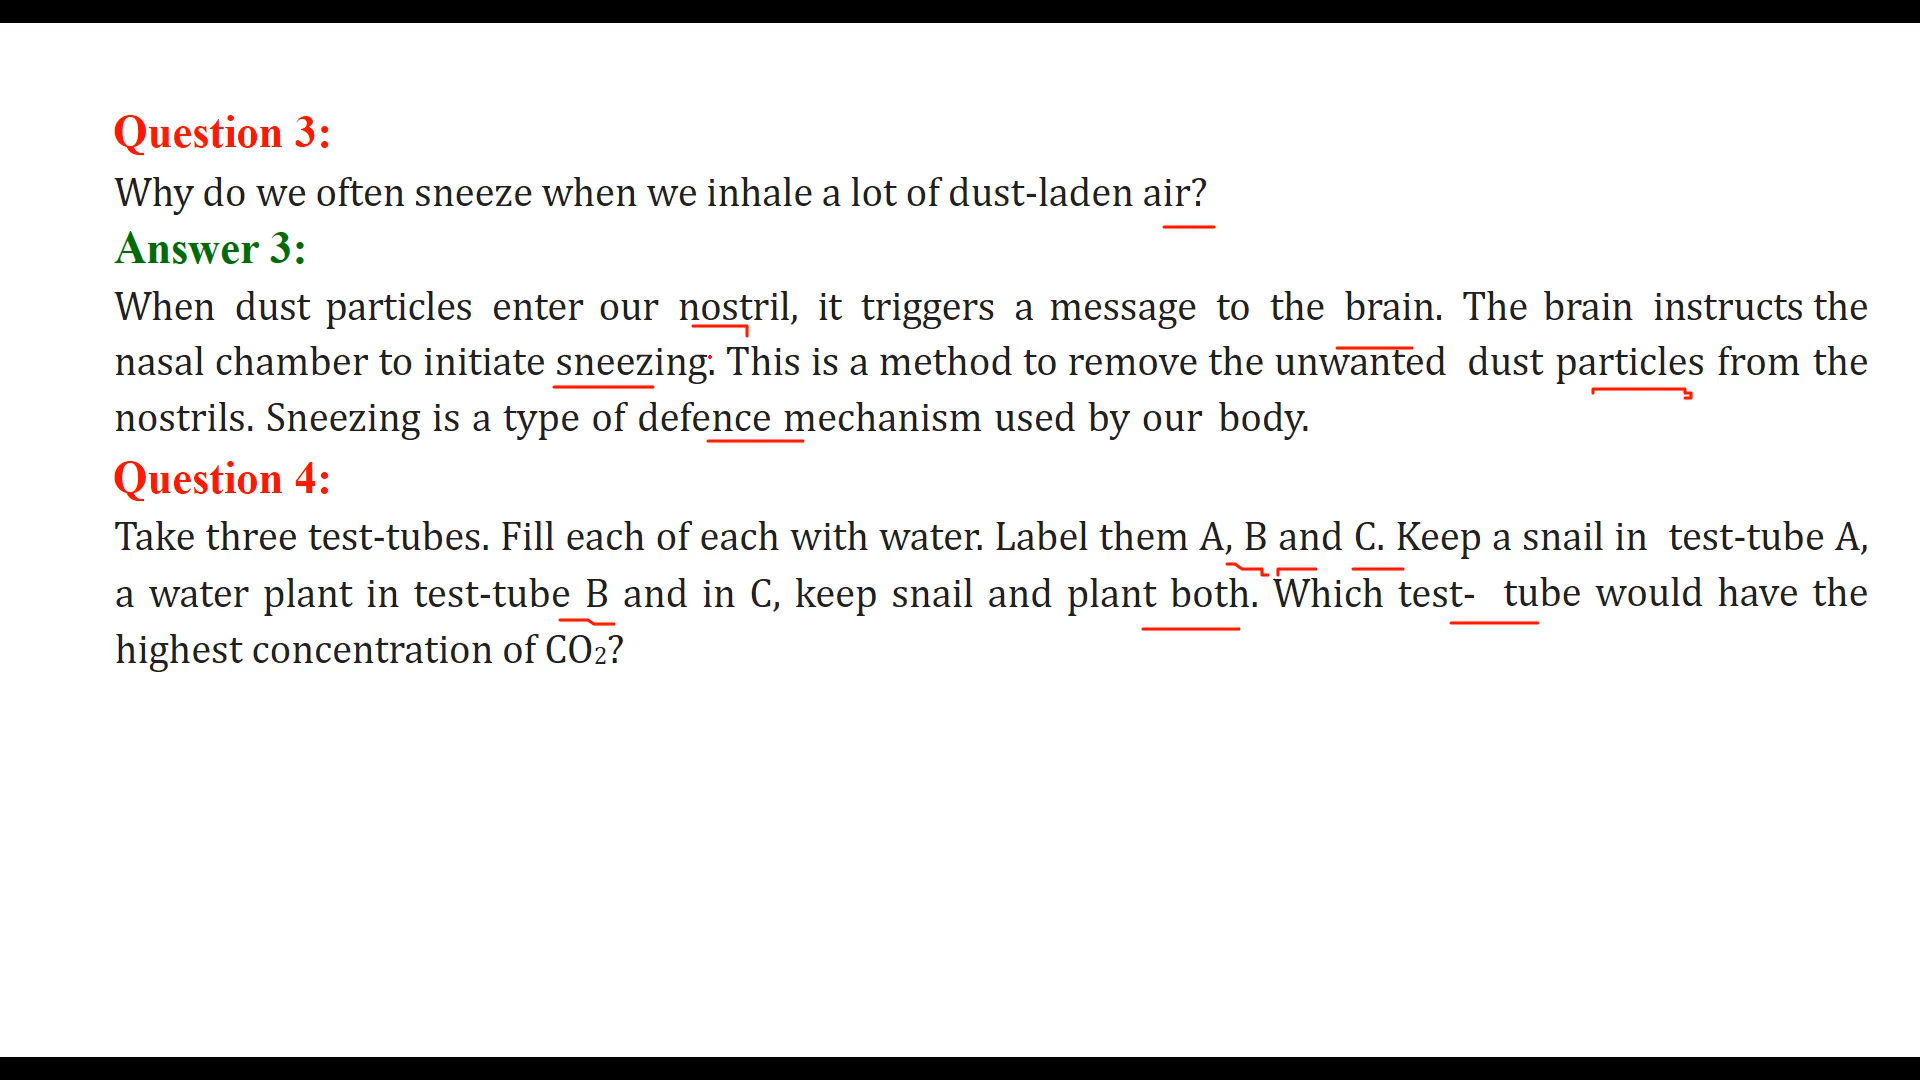 Question 3:
Why do we often sneeze when we inhale a lot of dust-laden air?
Answer 3:
When dust particles enter our nostril, it triggers a message to the brain. The brain instructs the
nasal chamber to initiate sneezing. This is a method to remove the unwanted dust particles from the
nostrils. Sneezing is a type of defence mechanism used by our body.
Question 4:
Take three test-tubes. Fill each of each with water. Label them A, B and C. Keep a snail in test-tube A,
a water plant in test-tube B and in C, keep snail and plant both. Which test- tube would have the
highest concentration of CO₂?